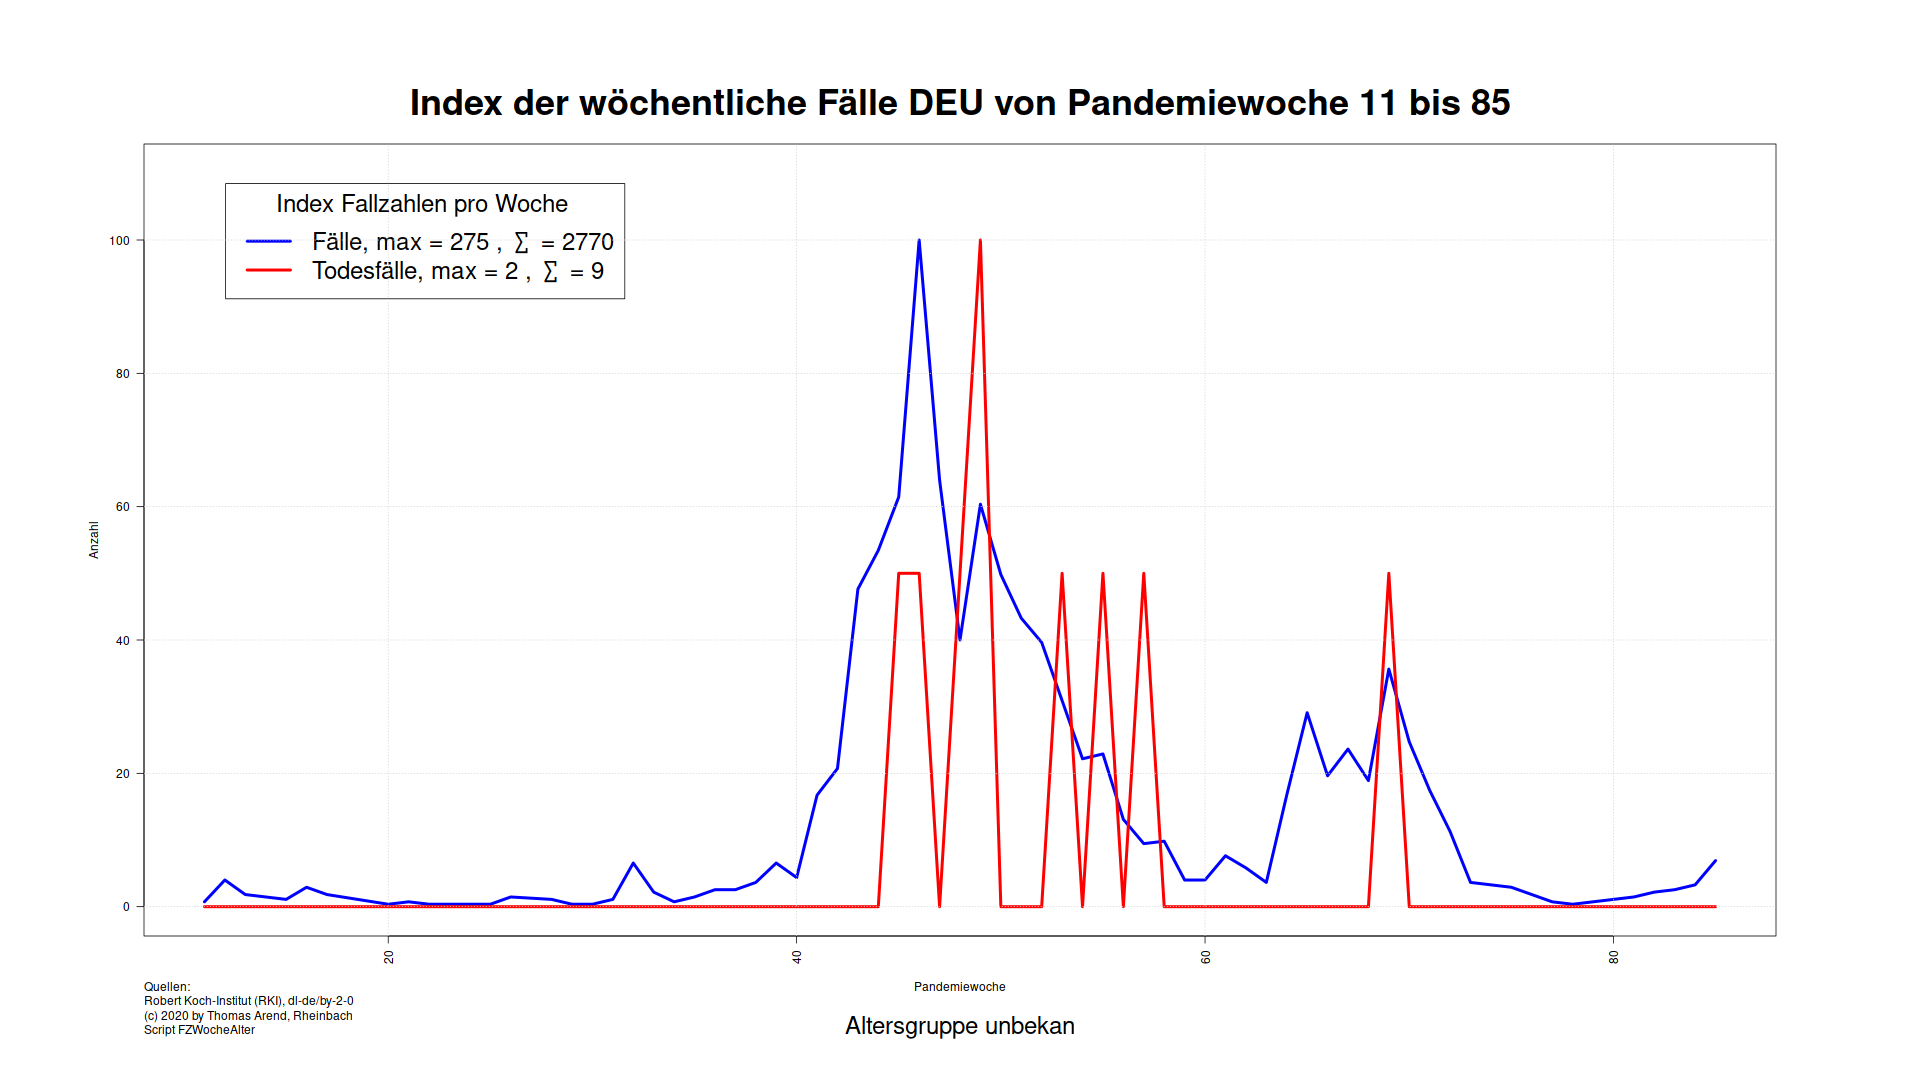 Index der wöchentliche Fälle DEU von Pandemiewoche 11 bis 85
Index Fallzahlen pro Woche
Fälle, max = 275 , ∑ = 2770
Todesfälle, max = 2 , ∑ = 9
100
80
60
40
20
0
Anzahl
20
40
60
80
Pandemiewoche
Quellen:
Robert Koch-Institut (RKI), dl-de/by-2-0
(c) 2020 by Thomas Arend, Rheinbach
Script FZWocheAlter
Altersgruppe unbekan